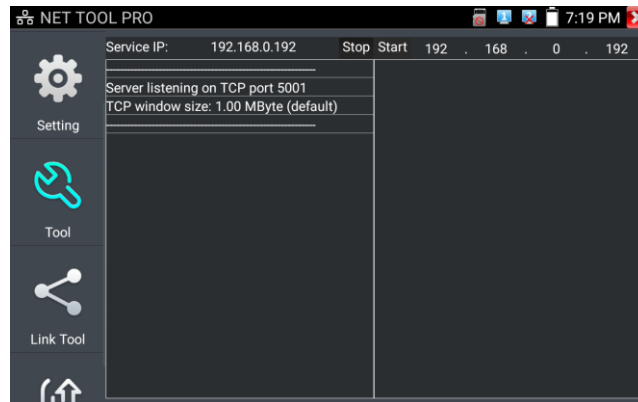 NET TOOL PRO
7:19 PM
Service IP: 192.168.0.192 Stop Start 192 . 168 . 0 . 192
Server listening on TCP port 5001
TCP window size: 1.00 MByte (default)
Setting
Tool
Link Tool